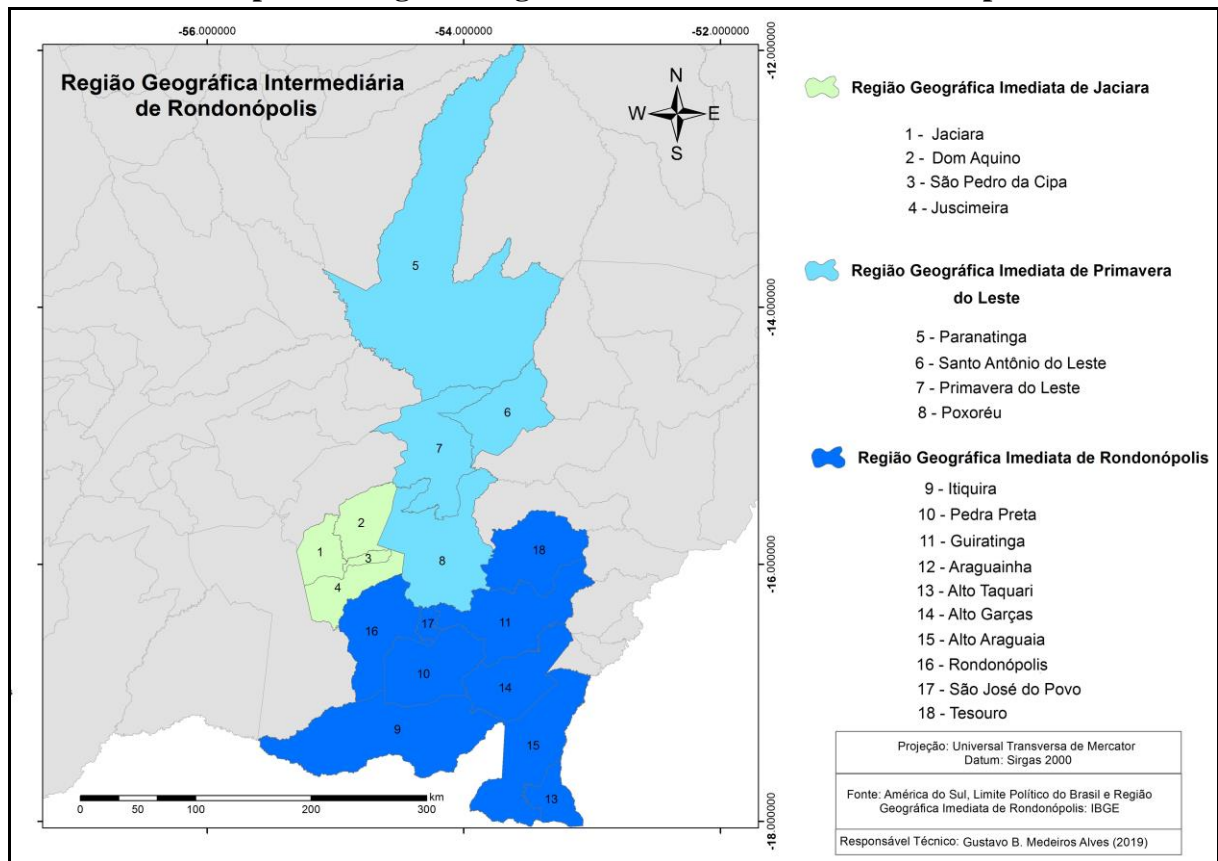 -56.000000
-54.000000
-52.000000
-12.000000
Região Geográfica Intermediária
de Rondonópolis
N
W
E
S
5
-14.000000
6
7
2
1
3
8
18
4
-16.000000
16
17
11
10
14
9
15
13
km
0
50
100
200
300
-18.000000
Região Geográfica Imediata de Jaciara
1 - Jaciara
2 - Dom Aquino
3 - São Pedro da Cipa
4 - Juscimeira
Região Geográfica Imediata de Primavera
do Leste
5 - Paranatinga
6 - Santo Antônio do Leste
7 - Primavera do Leste
8 - Poxoréu
Região Geográfica Imediata de Rondonópolis
9 - Itiquira
10 - Pedra Preta
11 - Guiratinga
12 - Araguainha
13 - Alto Taquari
14 - Alto Garças
15 - Alto Araguaia
16 - Rondonópolis
17 - São José do Povo
18 - Tesouro
Projeção: Universal Transversa de Mercator
Datum: Sirgas 2000
Fonte: América do Sul, Limite Político do Brasil e Região
Geográfica Imediata de Rondonópolis: IBGE
Responsável Técnico: Gustavo B. Medeiros Alves (2019)